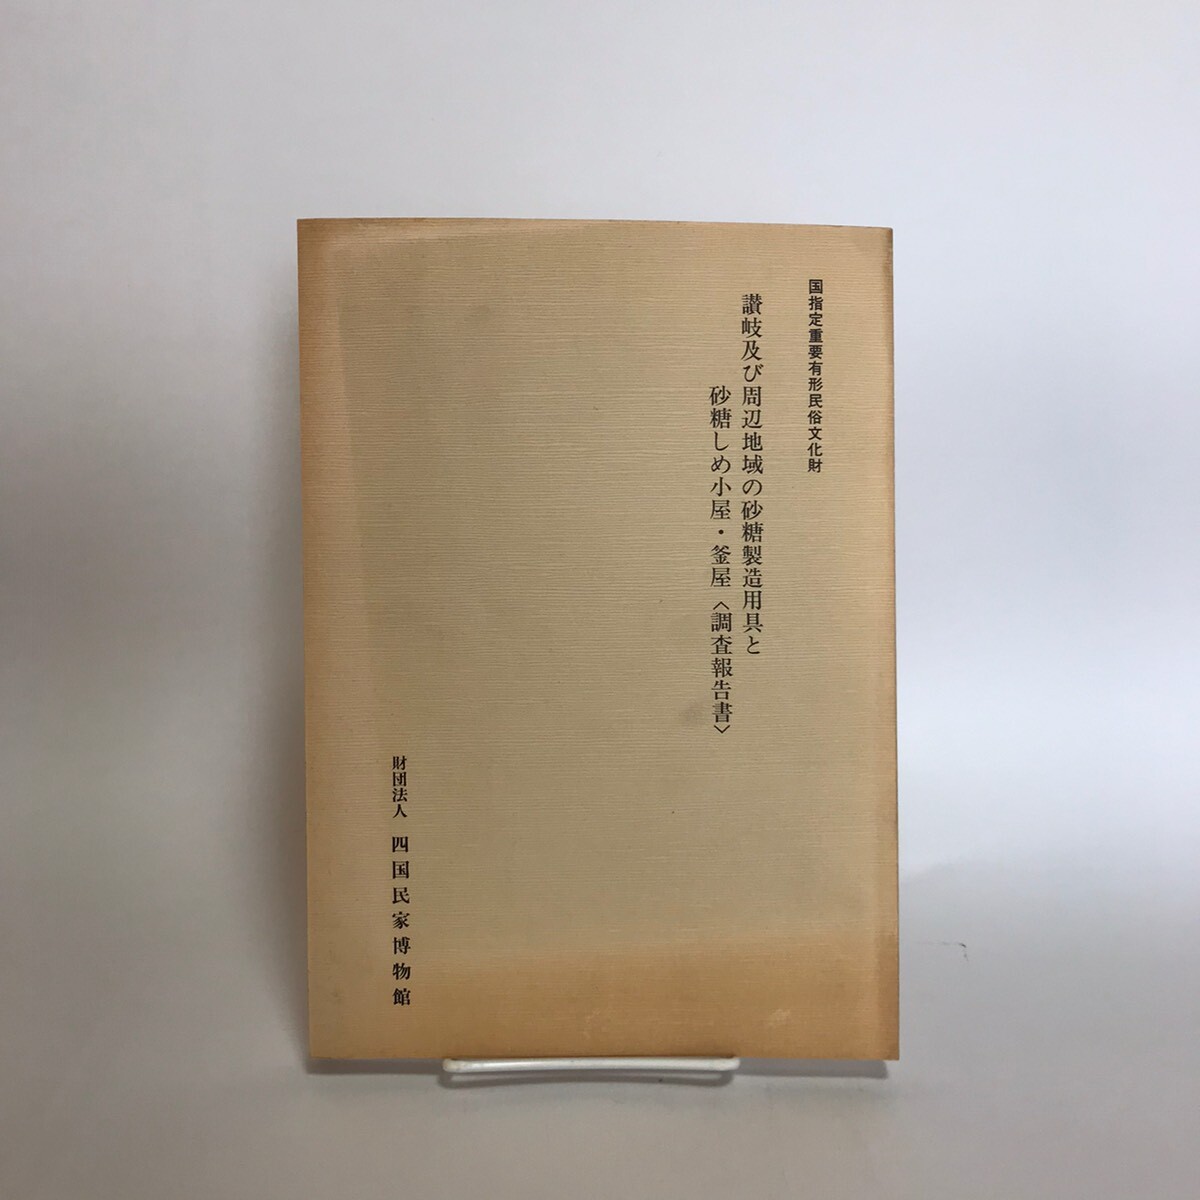 国指定重要有形民俗文化財
讃岐及び周辺地域の砂糖製造用具と
砂糖しめ小屋・釜屋〈調査報告書〉
財団法人 四国民家博物館